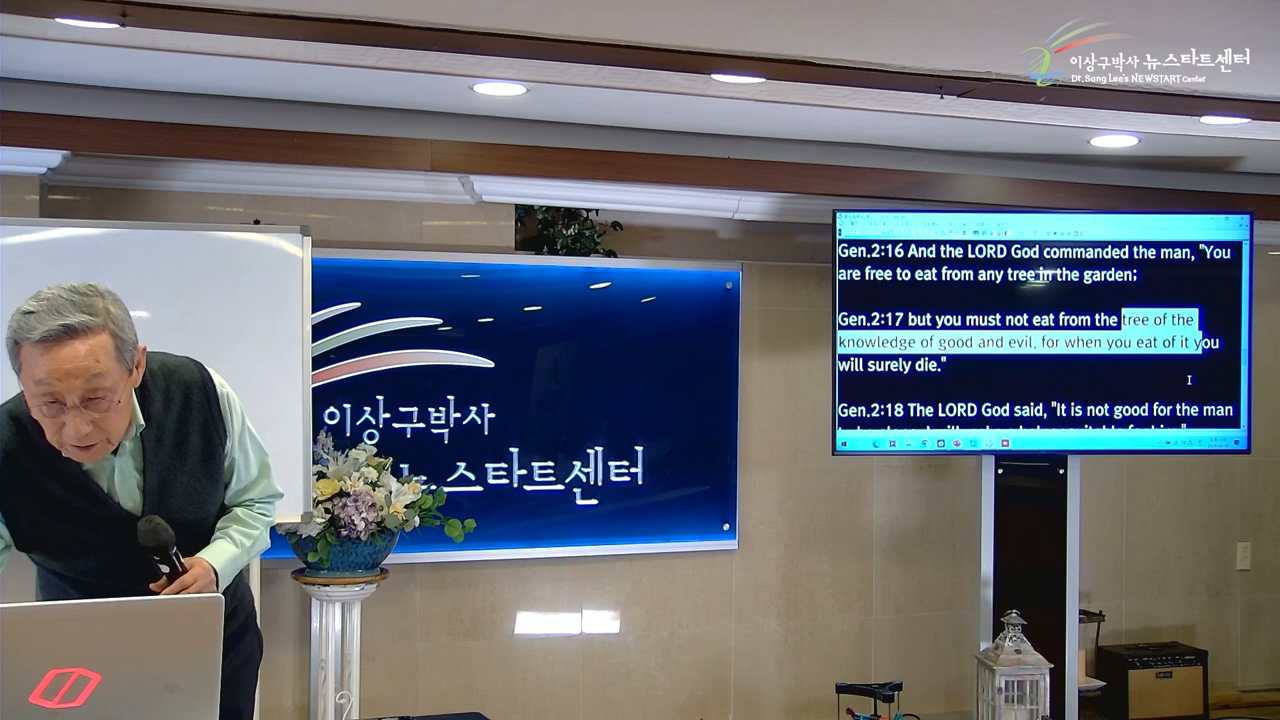 이상구박사 뉴스타트센터
Dr. Sang Lee's NEWSTART Center
Gen.2:16 And the LORD God commanded the man, "You
are free to eat from any tree in the garden;
Gen.2:17 but you must not eat from the tree of the
knowledge of good and evil, for when you eat of it you
will surely die."
Gen.2:18 The LORD God said, "It is not good for the man
이상구박사
스타트센터